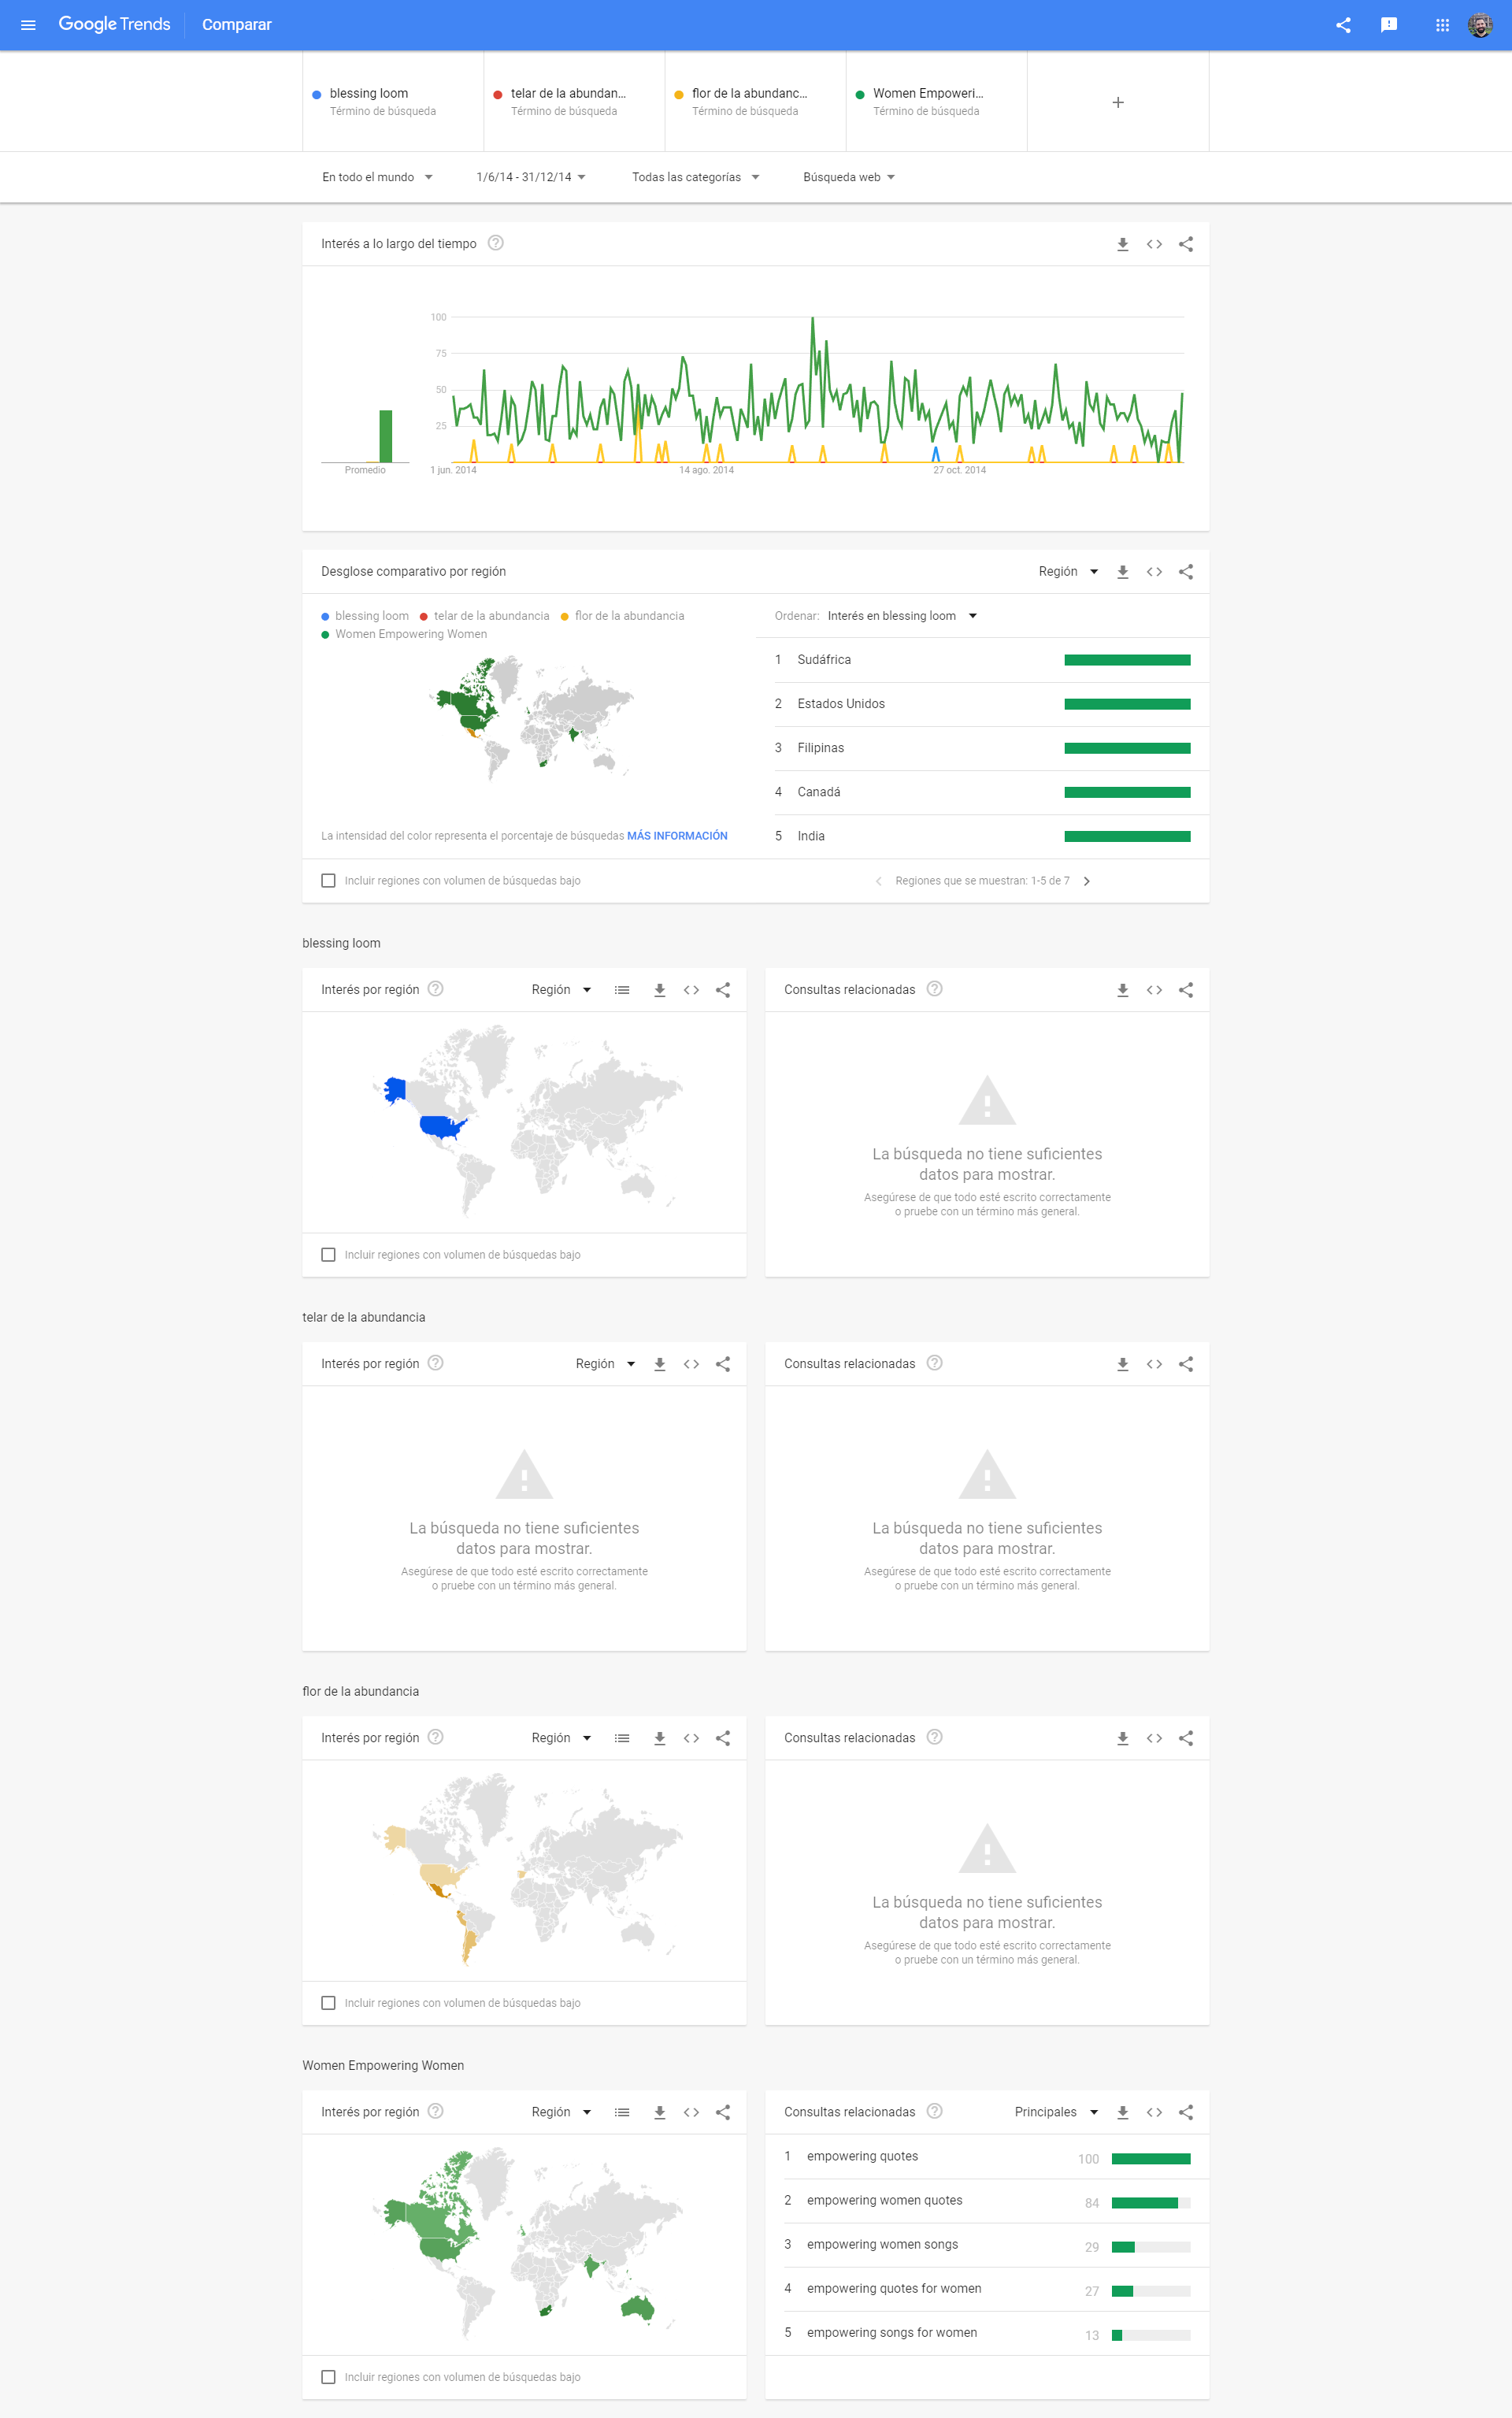 Google Trends
Comparar
blessing loom
Término de búsqueda
telar de la abundan...
Término de búsqueda
flor de la abundanc...
Término de búsqueda
Women Empoweri...
Término de búsqueda
En todo el mundo
1/6/14 - 31/12/14
Todas las categorías
Búsqueda web
Interés a lo largo del tiempo
100
75
50
25
Promedio
1 jun. 2014
14 ago. 2014
27 oct. 2014
Desglose comparativo por región
Región
blessing loom
telar de la abundancia
flor de la abundancia
Women Empowering Women
Ordenar: Interés en blessing loom
1 Sudáfrica
2 Estados Unidos
3 Filipinas
4 Canadá
5 India
La intensidad del color representa el porcentaje de búsquedas MÁS INFORMACIÓN
Incluir regiones con volumen de búsquedas bajo
Regiones que se muestran: 1-5 de 7
blessing loom
Interés por región
Región
Incluir regiones con volumen de búsquedas bajo
Consultas relacionadas
La búsqueda no tiene suficientes
datos para mostrar.
Asegúrese de que todo esté escrito correctamente
o pruebe con un término más general.
telar de la abundancia
Interés por región
Región
La búsqueda no tiene suficientes
datos para mostrar.
Asegúrese de que todo esté escrito correctamente
o pruebe con un término más general.
Consultas relacionadas
La búsqueda no tiene suficientes
datos para mostrar.
Asegúrese de que todo esté escrito correctamente
o pruebe con un término más general.
flor de la abundancia
Interés por región
Región
Incluir regiones con volumen de búsquedas bajo
Consultas relacionadas
La búsqueda no tiene suficientes
datos para mostrar.
Asegúrese de que todo esté escrito correctamente
o pruebe con un término más general.
Women Empowering Women
Interés por región
Región
Incluir regiones con volumen de búsquedas bajo
Consultas relacionadas
Principales
1 empowering quotes 100
2 empowering women quotes 84
3 empowering women songs 29
4 empowering quotes for women 27
5 empowering songs for women 13